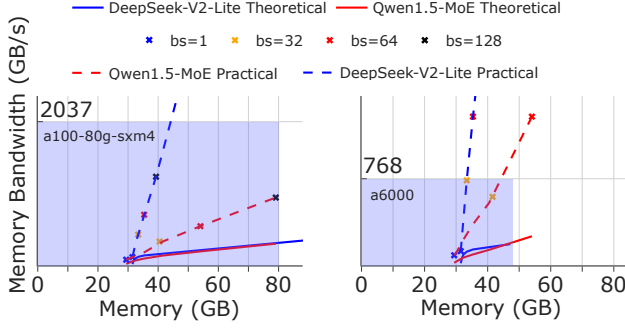 DeepSeek-V2-Lite Theoretical Qwen1.5-MoE Theoretical
bs=1 bs=32 bs=64 bs=128
Qwen1.5-MoE Practical DeepSeek-V2-Lite Practical
Memory Bandwidth (GB/s)
2037
a100-80g-sxm4
0 20 40 60 80
Memory (GB)
768
a6000
0 20 40 60 80
Memory (GB)